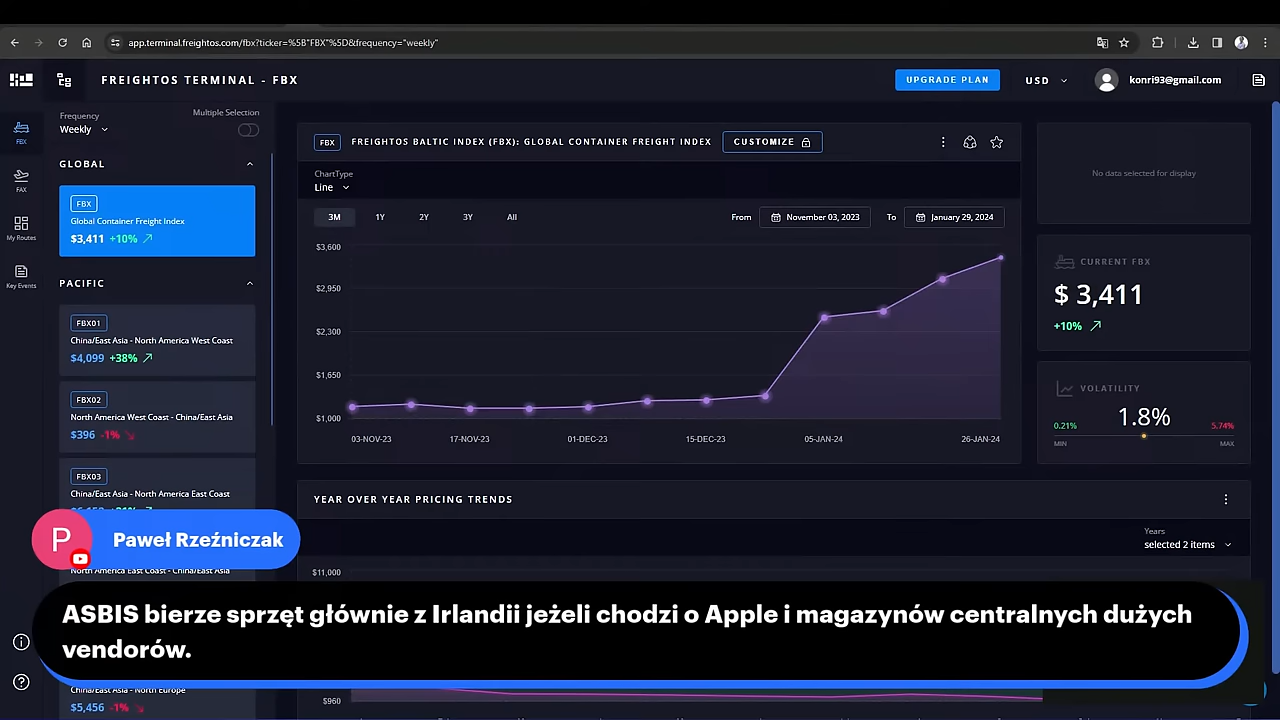 app.terminal.freightos.com/fbx?ticker=%5B"FBX"%5D&frequency="weekly"
FREIGHTOS TERMINAL - FBX
UPGRADE PLAN
USD
konri93@gmail.com
FBX
FAX
My Routes
Key Events
Frequency
Multiple Selection
Weekly
GLOBAL
FBX
Global Container Freight Index
$3,411 +10%
PACIFIC
FBX01
China/East Asia - North America West Coast
$4,099 +38%
FBX02
North America West Coast - China/East Asia
$396 -1%
FBX03
China/East Asia - North America East Coast
North America East Coast - China/East Asia
China/East Asia - North Europe
$5,456 -1%
FBX FREIGHTOS BALTIC INDEX (FBX): GLOBAL CONTAINER FREIGHT INDEX CUSTOMIZE
ChartType
Line
3M 1Y 2Y 3Y All
From November 03, 2023 To January 29, 2024
$3,600
$2,950
$2,300
$1,650
$1,000
03-NOV-23 17-NOV-23 01-DEC-23 15-DEC-23 05-JAN-24 26-JAN-24
No data selected for display
CURRENT FBX
$ 3,411
+10%
VOLATILITY
1.8%
0.21% 5.74%
MIN MAX
YEAR OVER YEAR PRICING TRENDS
Years
selected 2 items
$11,000
$960
P Paweł Rzeźniczak
ASBIS bierze sprzęt głównie z Irlandii jeżeli chodzi o Apple i magazynów centralnych dużych
vendorów.